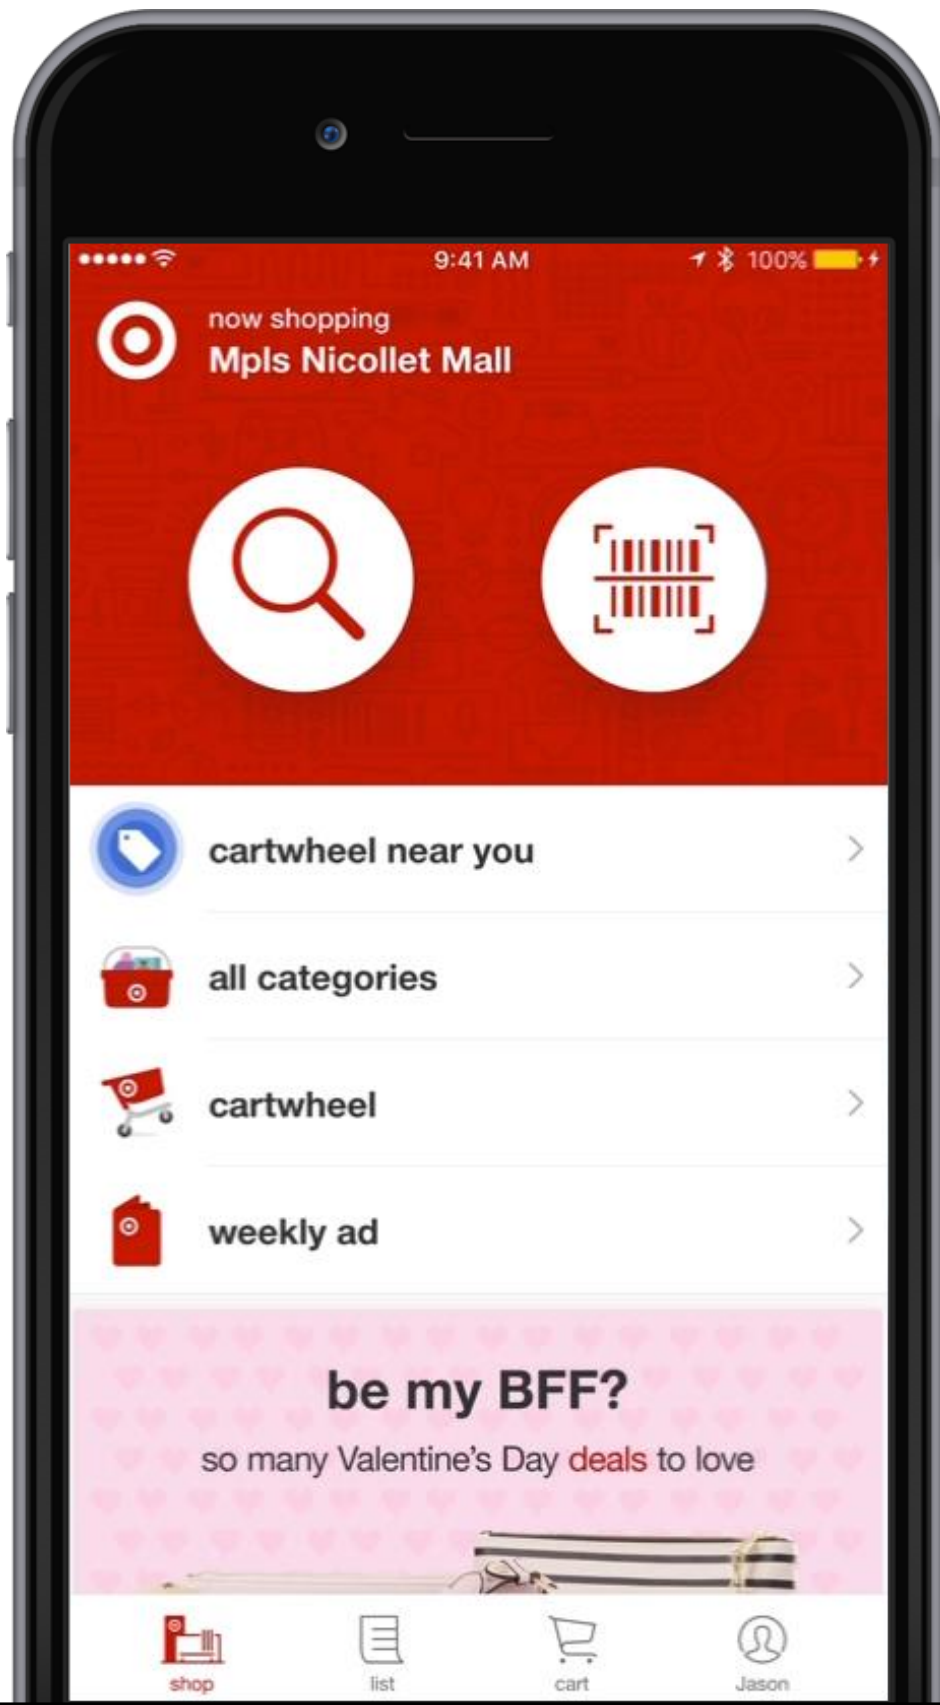 9:41 AM
100%
now shopping
Mpls Nicollet Mall
cartwheel near you
all categories
cartwheel
weekly ad
be my BFF?
so many Valentine's Day deals to love
shop
list
cart
Jason